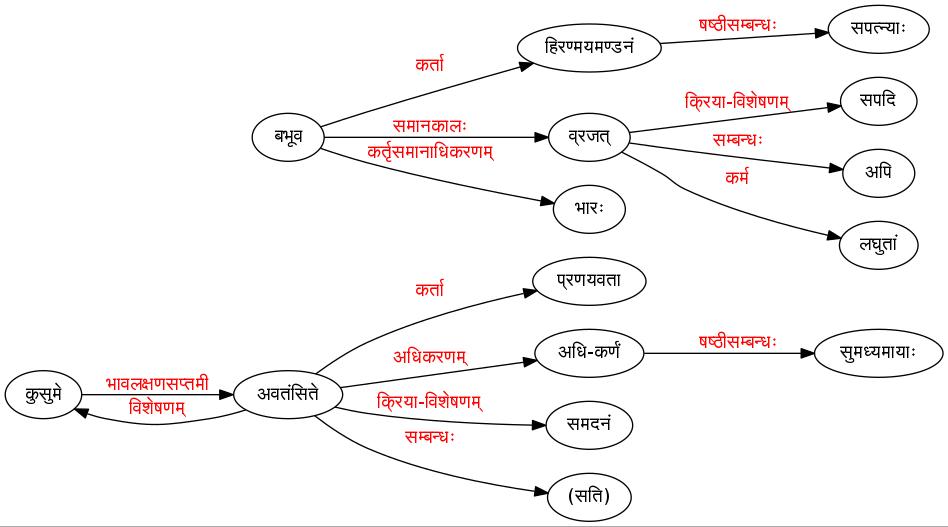 षष्ठीसम्बन्धः
सपत्न्याः
हिरण्मयमण्डनं
कर्ता
क्रिया-विशेषणम्
सपदि
समानकालः
बभूव
व्रजत्
सम्बन्धः
कर्तृसमानाधिकरणम्
अपि
कर्म
भारः
लघुतां
प्रणयवता
कर्ता
षष्ठीसम्बन्धः
अधिकरणम्
अधि-कर्णं
सुमध्यमायाः
भावलक्षणसप्तमी
कुसुमे
अवतंसिते
विशेषणम्
क्रिया-विशेषणम्
समदनं
सम्बन्धः
(सति)